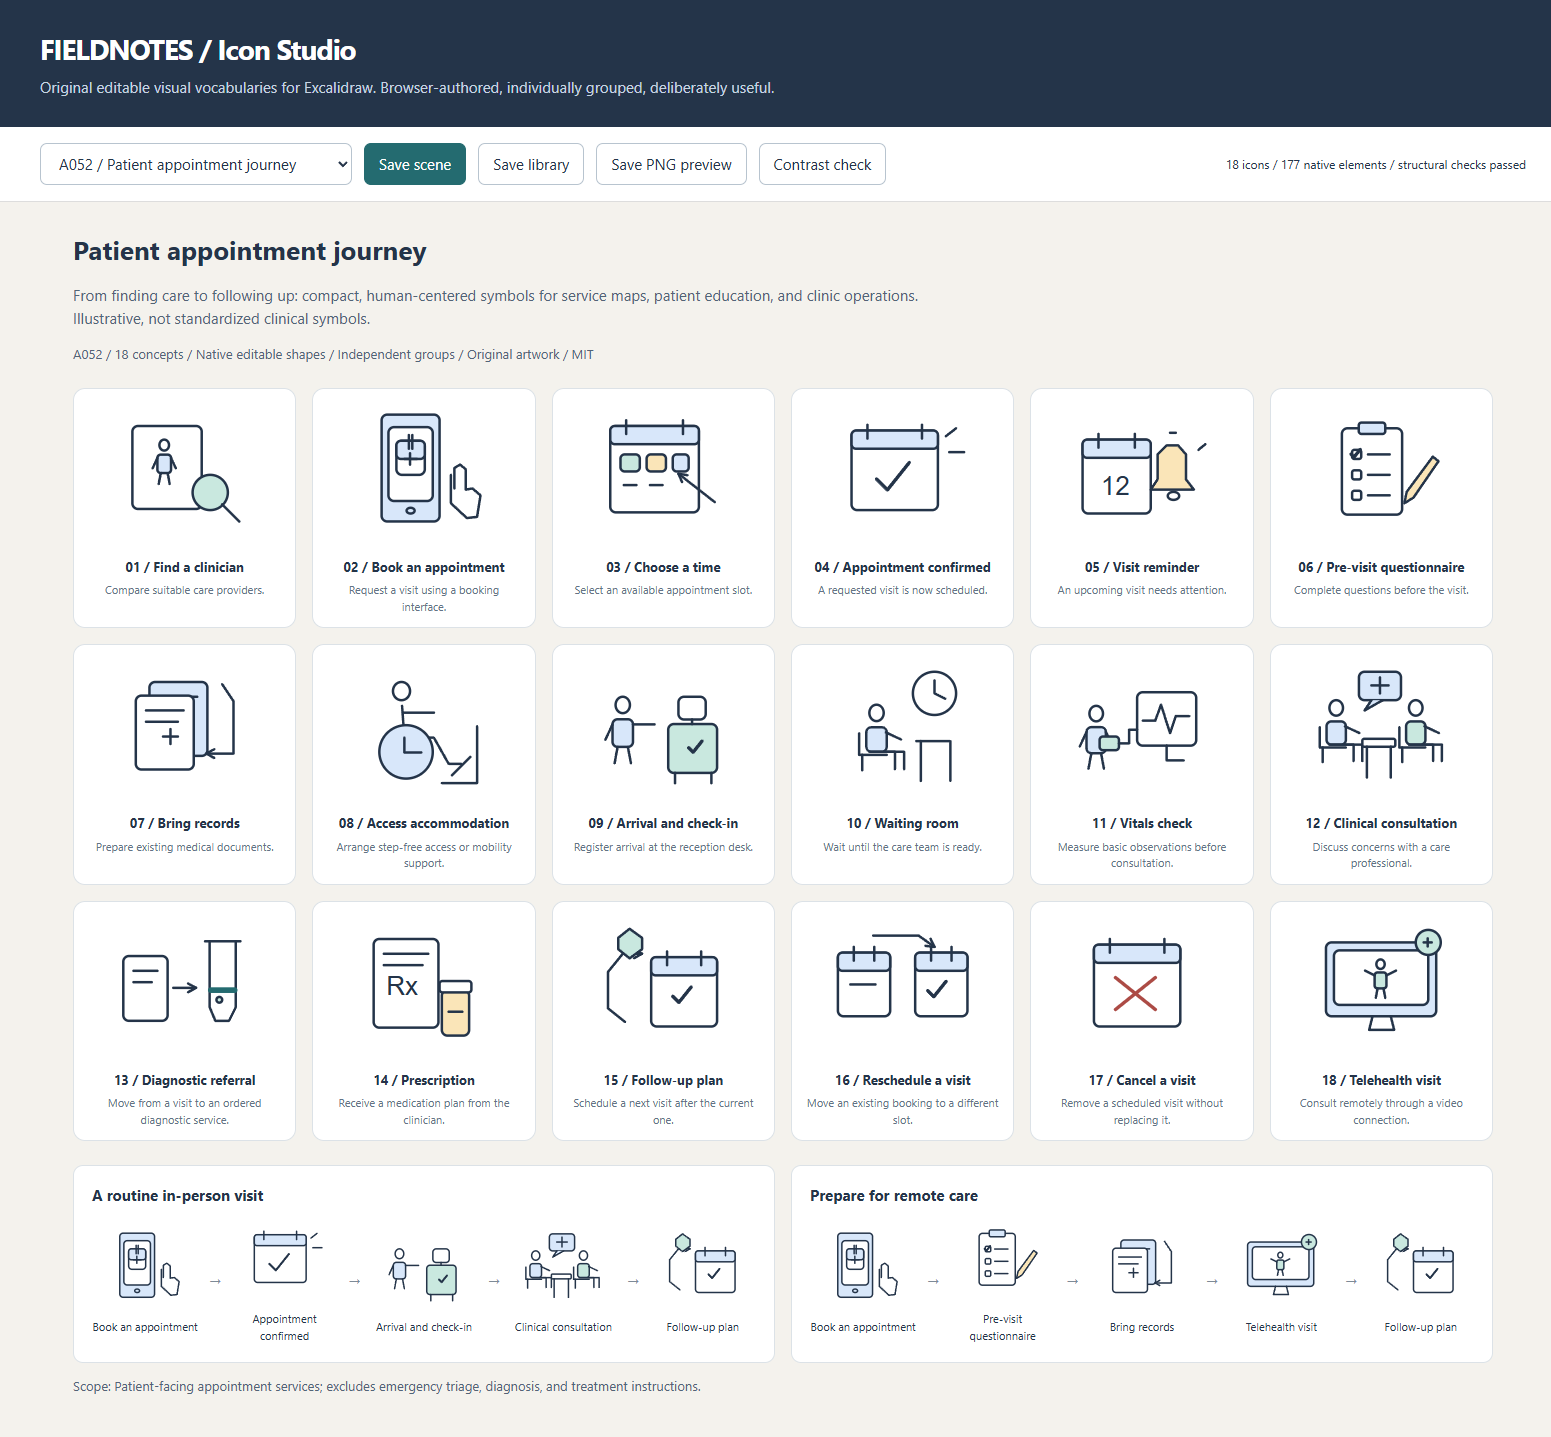 FIELDNOTES / Icon Studio
Original editable visual vocabularies for Excalidraw. Browser-authored, individually grouped, deliberately useful.
A052 / Patient appointment journey
Save scene
Save library
Save PNG preview
Contrast check
18 icons / 177 native elements / structural checks passed
Patient appointment journey
From finding care to following up: compact, human-centered symbols for service maps, patient education, and clinic operations.
Illustrative, not standardized clinical symbols.
A052 / 18 concepts / Native editable shapes / Independent groups / Original artwork / MIT
01 / Find a clinician
Compare suitable care providers.
02 / Book an appointment
Request a visit using a booking
interface.
03 / Choose a time
Select an available appointment slot.
04 / Appointment confirmed
A requested visit is now scheduled.
12
05 / Visit reminder
An upcoming visit needs attention.
06 / Pre-visit questionnaire
Complete questions before the visit.
07 / Bring records
Prepare existing medical documents.
08 / Access accommodation
Arrange step-free access or mobility
support.
09 / Arrival and check-in
Register arrival at the reception desk.
10 / Waiting room
Wait until the care team is ready.
11 / Vitals check
Measure basic observations before
consultation.
12 / Clinical consultation
Discuss concerns with a care
professional.
13 / Diagnostic referral
Move from a visit to an ordered
diagnostic service.
Rx
14 / Prescription
Receive a medication plan from the
clinician.
15 / Follow-up plan
Schedule a next visit after the current
one.
16 / Reschedule a visit
Move an existing booking to a different
slot.
17 / Cancel a visit
Remove a scheduled visit without
replacing it.
18 / Telehealth visit
Consult remotely through a video
connection.
A routine in-person visit
Book an appointment
Appointment
confirmed
Arrival and check-in
Clinical consultation
Follow-up plan
Prepare for remote care
Book an appointment
Pre-visit
questionnaire
Bring records
Telehealth visit
Follow-up plan
Scope: Patient-facing appointment services; excludes emergency triage, diagnosis, and treatment instructions.